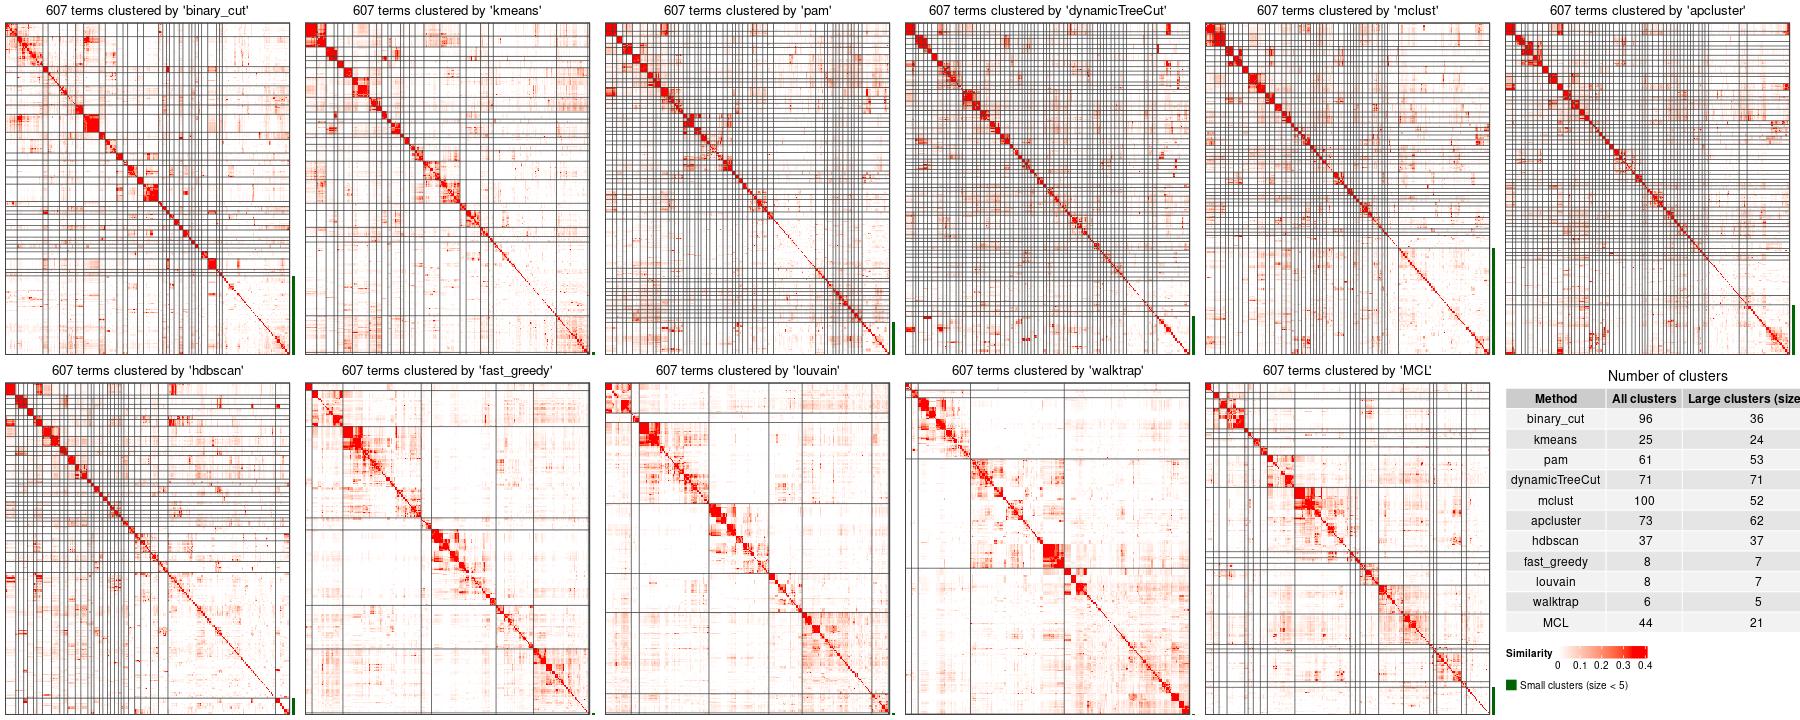 607 terms clustered by 'binary_cut'
607 terms clustered by 'kmeans'
607 terms clustered by 'pam'
607 terms clustered by 'dynamicTreeCut'
607 terms clustered by 'mclust'
607 terms clustered by 'apcluster'
607 terms clustered by 'hdbscan'
607 terms clustered by 'fast_greedy'
607 terms clustered by 'louvain'
607 terms clustered by 'walktrap'
607 terms clustered by 'MCL'
Number of clusters
Method All clusters Large clusters (size
binary_cut 96 36
kmeans 25 24
pam 61 53
dynamicTreeCut 71 71
mclust 100 52
apcluster 73 62
hdbscan 37 37
fast_greedy 8 7
louvain 8 7
walktrap 6 5
MCL 44 21
Similarity
0 0.1 0.2 0.3 0.4
Small clusters (size < 5)